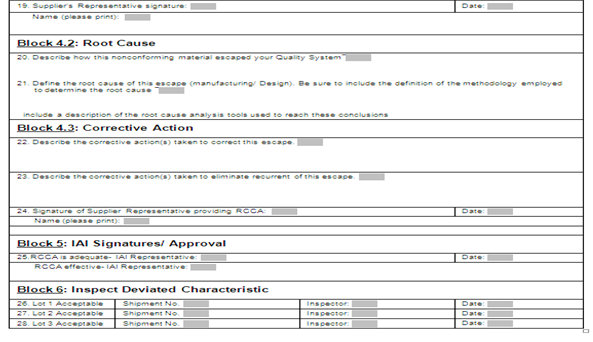 19. Supplier's Representative signature: Date:
Name (please print):
Block 4.2: Root Cause
20. Describe how this nonconforming material escaped your Quality System
21. Define the root cause of this escape (manufacturing/ Design). Be sure to include the definition of the methodology employed
to determine the root cause
include a description of the root cause analysis tools used to reach these conclusions
Block 4.3: Corrective Action
22. Describe the corrective action(s) taken to correct this escape.
23. Describe the corrective action(s) taken to eliminate recurrent of this escape.
24. Signature of Supplier Representative providing RCCA: Date:
Name (please print):
Block 5: IAI Signatures/ Approval
25.RCCA is adequate- IAI Representative: Date:
RCCA effective- IAI Representative:
Block 6: Inspect Deviated Characteristic
26. Lot 1 Acceptable Shipment No. Inspector: Date:
27. Lot 2 Acceptable Shipment No. Inspector: Date:
28. Lot 3 Acceptable Shipment No. Inspector: Date: